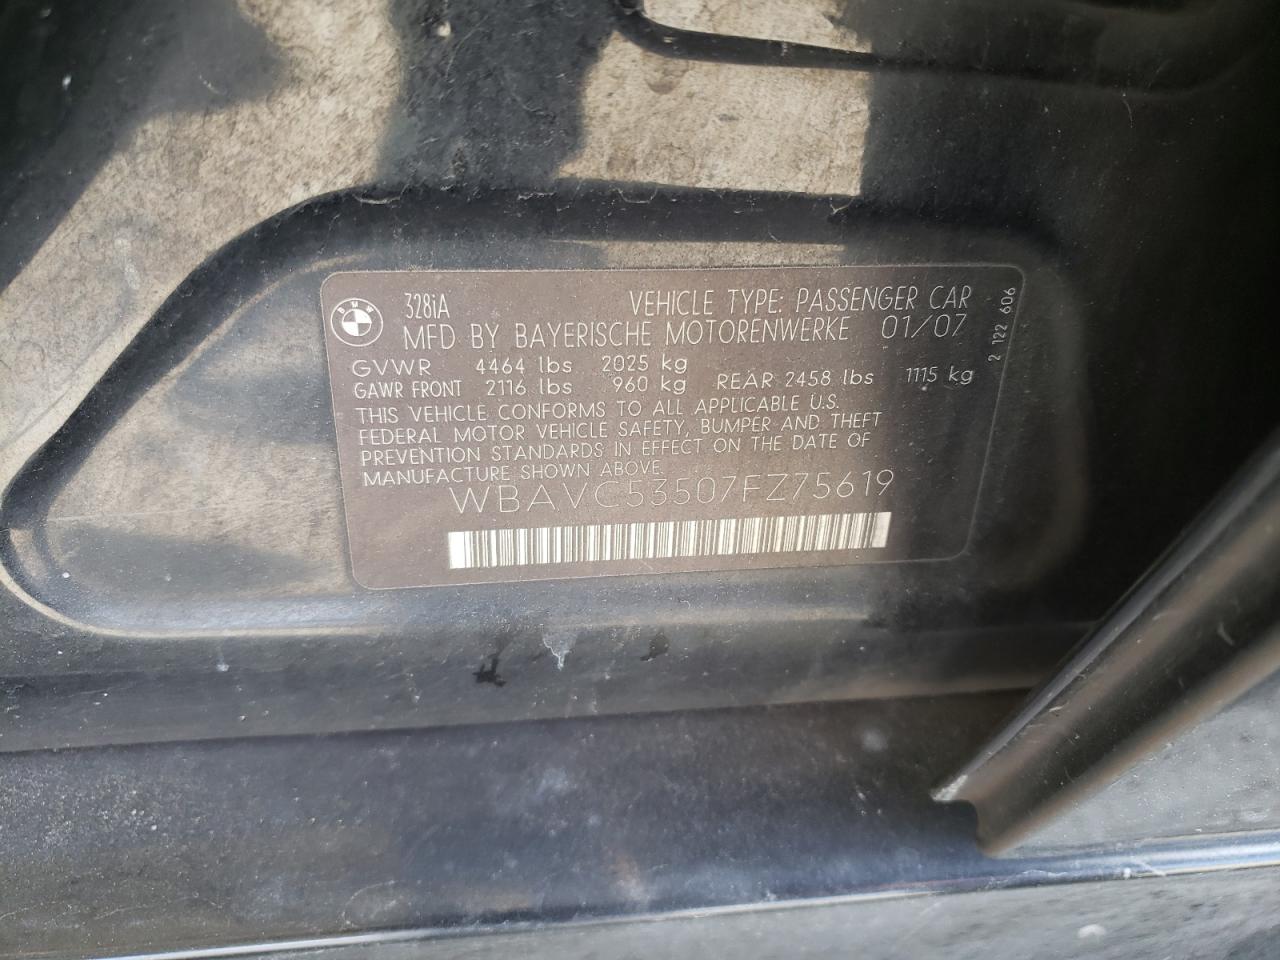 BMW
328iA VEHICLE TYPE: PASSENGER CAR
MFD BY BAYERISCHE MOTORENWERKE 01/07
GVWR 4464 lbs 2025 kg
GAWR FRONT 2116 lbs 960 kg REAR 2458 lbs 1115 kg
THIS VEHICLE CONFORMS TO ALL APPLICABLE U.S.
FEDERAL MOTOR VEHICLE SAFETY, BUMPER AND THEFT
PREVENTION STANDARDS IN EFFECT ON THE DATE OF
MANUFACTURE SHOWN ABOVE.
WBAVC53507FZ75619
2 122 606